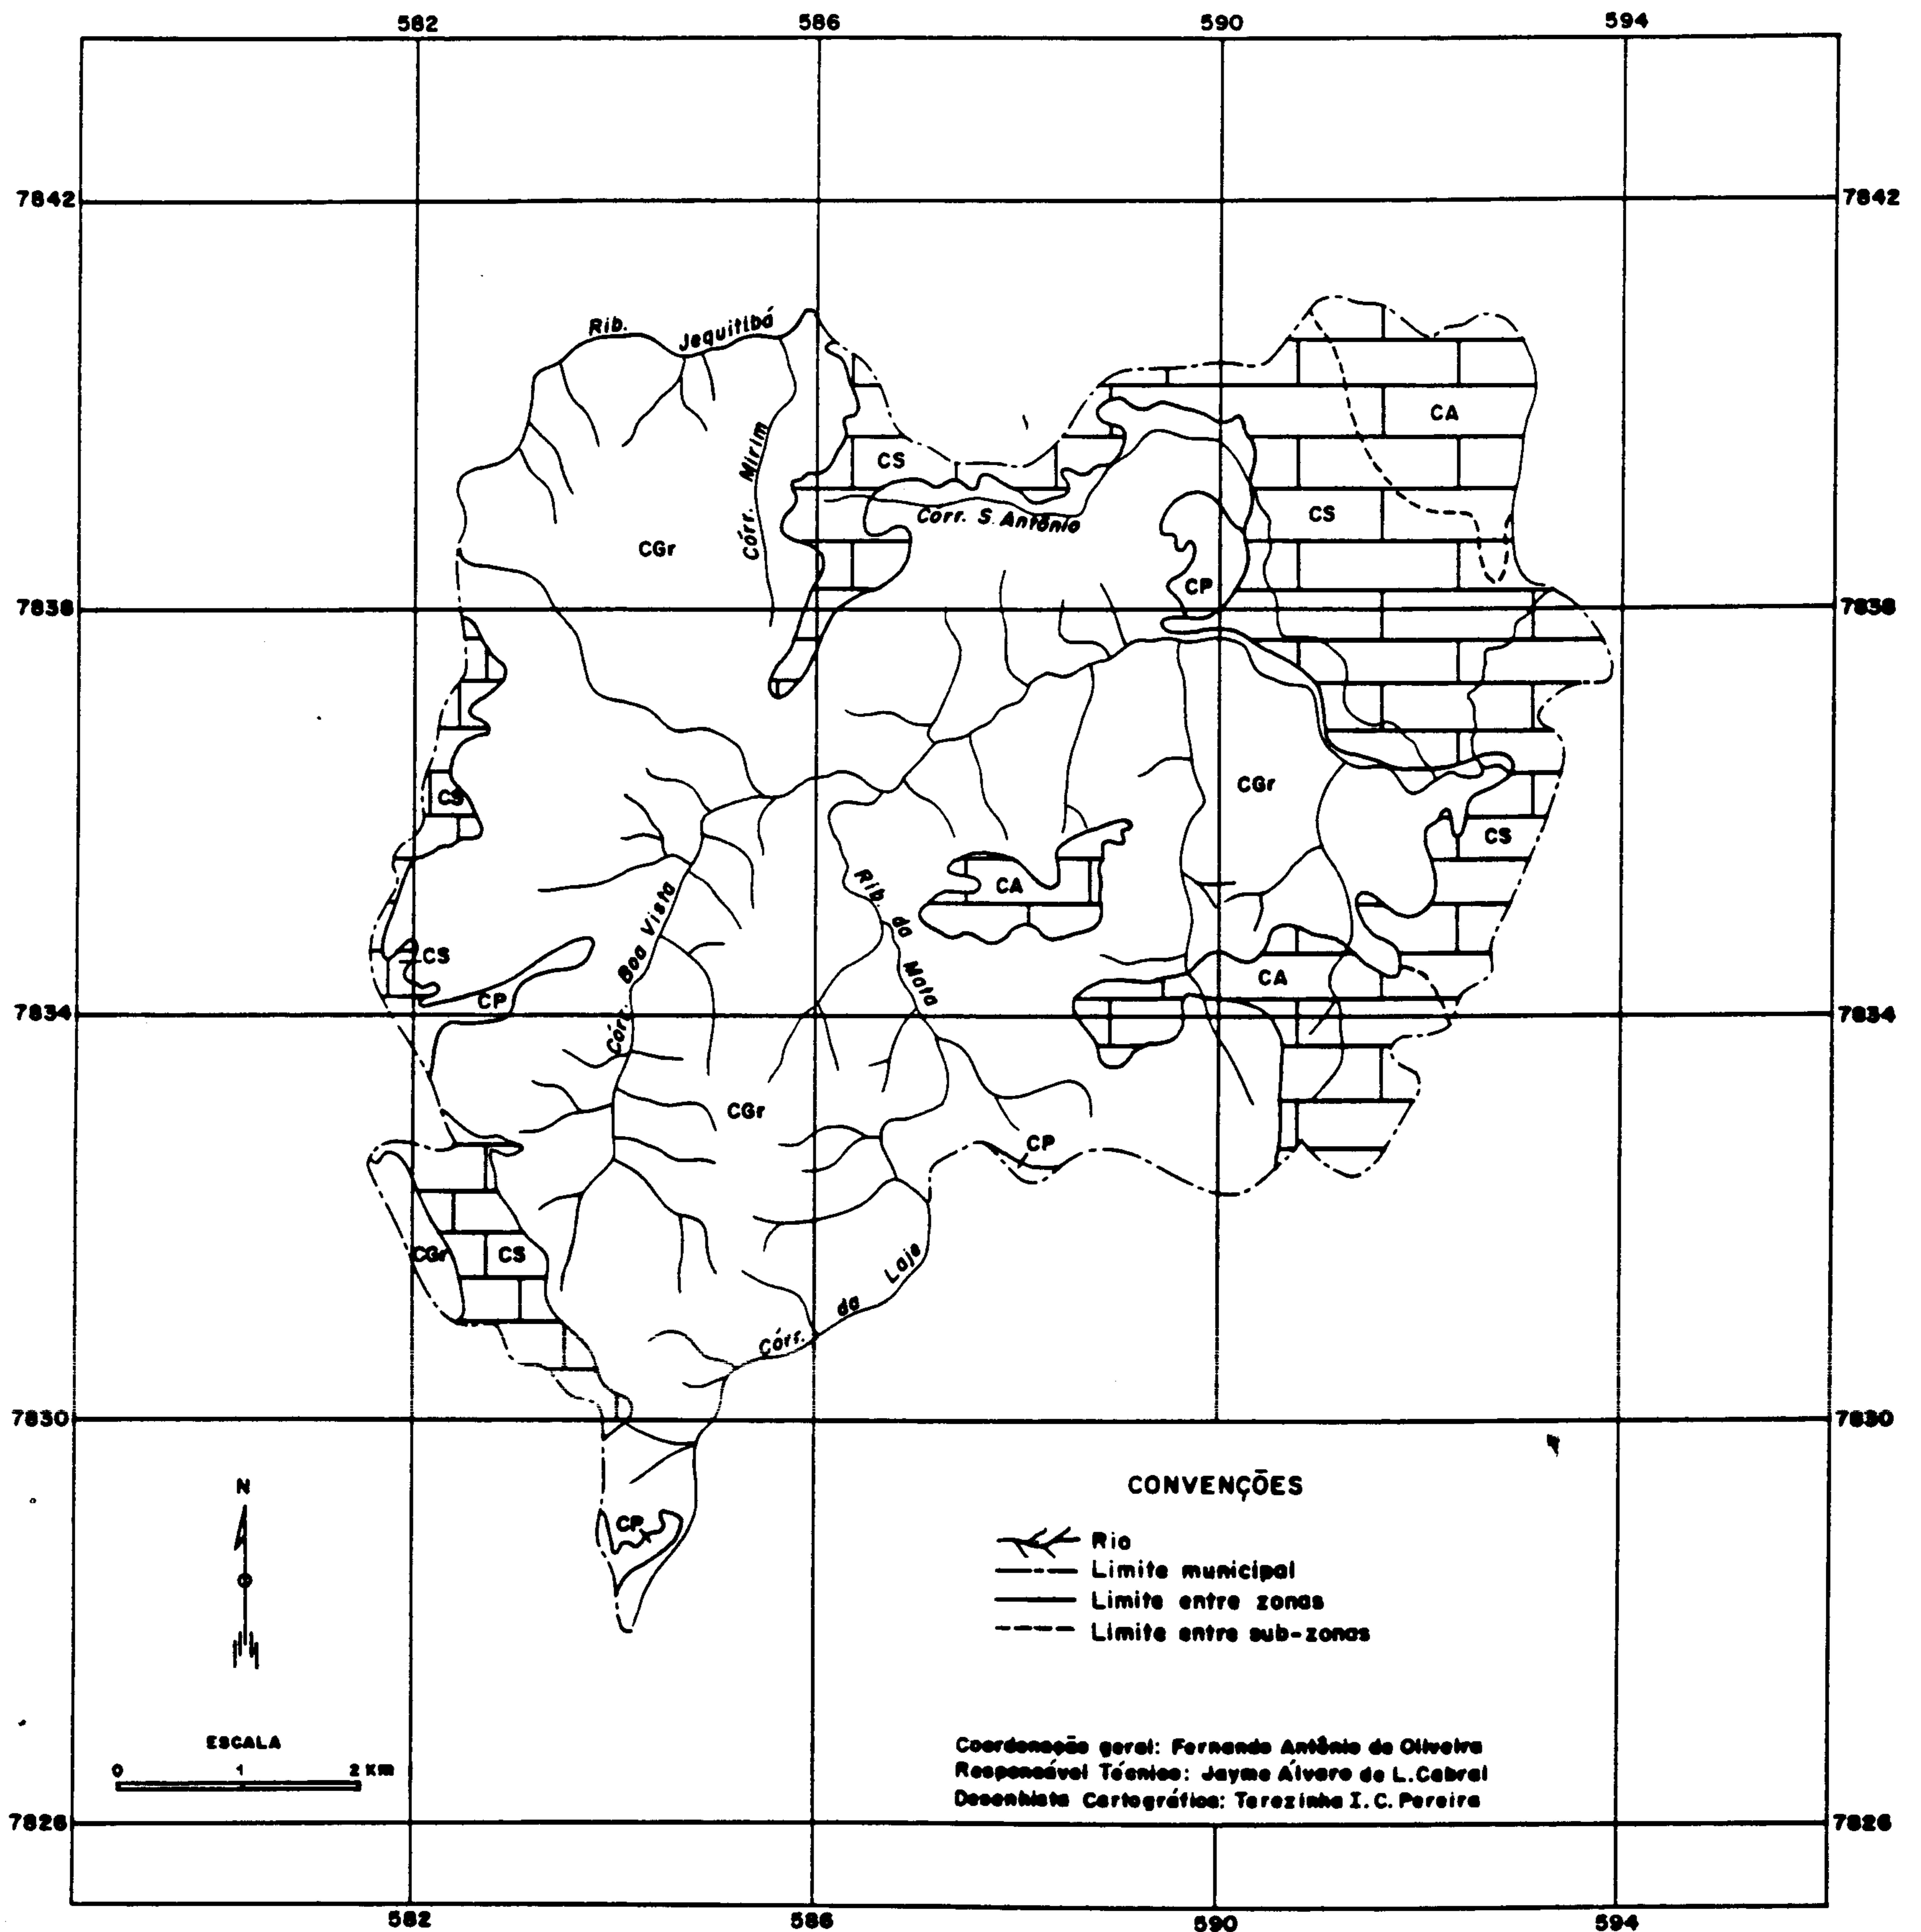 582 586 590 594
7842 7842
Rib. Jequitibá
CA
Córr. Mirim
CS
CS
Córr. S. Antônio
CGr
CP
7838 7838
CGr
CS
CS
CA
Rib. da Mata
Córr. Boa Vista
CS
CA
CP
7834 7834
CGr
CP
CGr CS
Córr. da Laje
7830 7830
N
CONVENÇÕES
CP
Rio
Limite municipal
Limite entre zonas
Limite entre sub-zonas
ESCALA
0 1 2 Km
Coordenação geral: Fernando Antônio de Oliveira
Responsável Técnico: Jayme Álvaro de L. Cabral
Desenhista Cartográfica: Terezinha I. C. Pereira
7826 7826
582 586 590 594